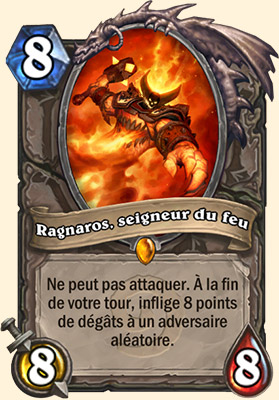 8
Ragnaros, seigneur du feu
Ne peut pas attaquer. À la fin
de votre tour, inflige 8 points
de dégâts à un adversaire
aléatoire.
8
8